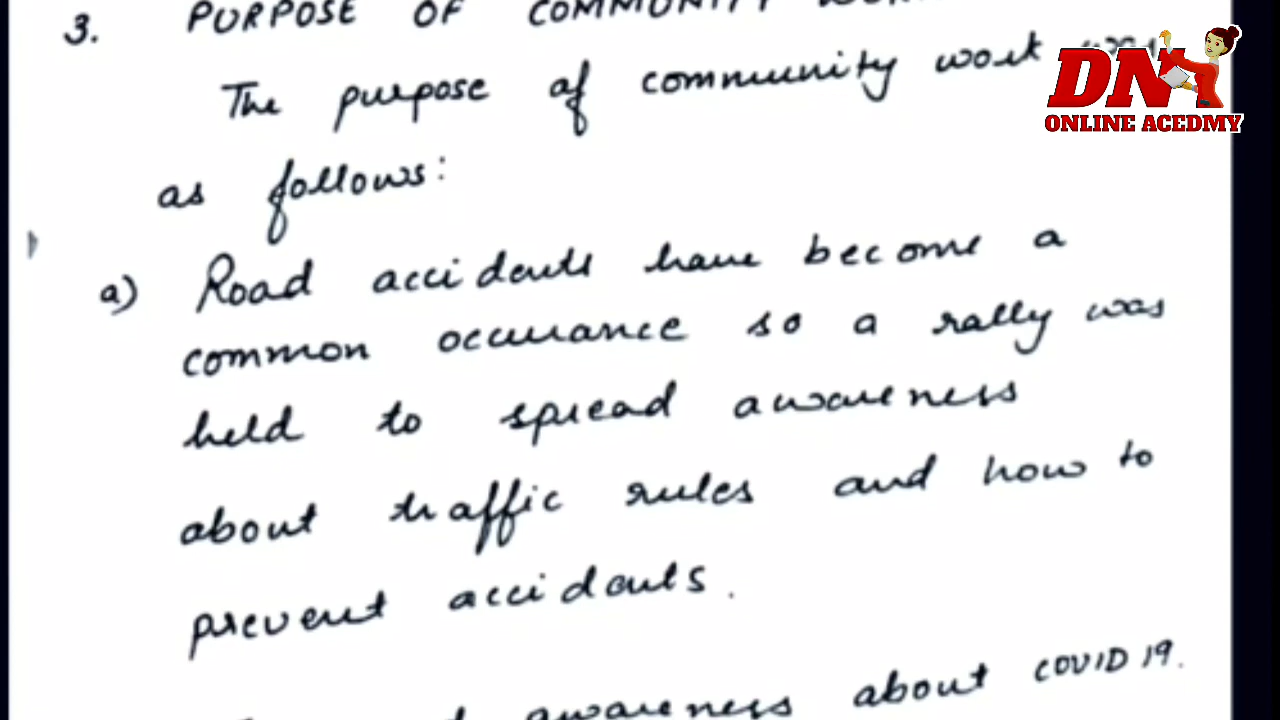 3. PURPOSE OF COMMUNITY
The purpose of community work was
as follows:
a) Road accidents have become a
common occurance so a rally was
held to spread awareness
about traffic rules and how to
prevent accidents.
awareness about COVID 19.
DN
ONLINE ACEDMY